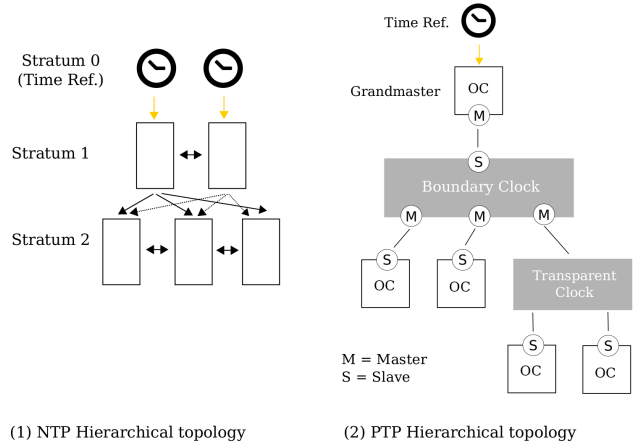 Stratum 0
(Time Ref.)
Stratum 1
Stratum 2
(1) NTP Hierarchical topology
Time Ref.
Grandmaster
OC
M
S
Boundary Clock
M
M
M
S
OC
S
OC
Transparent
Clock
S
OC
S
OC
M = Master
S = Slave
(2) PTP Hierarchical topology